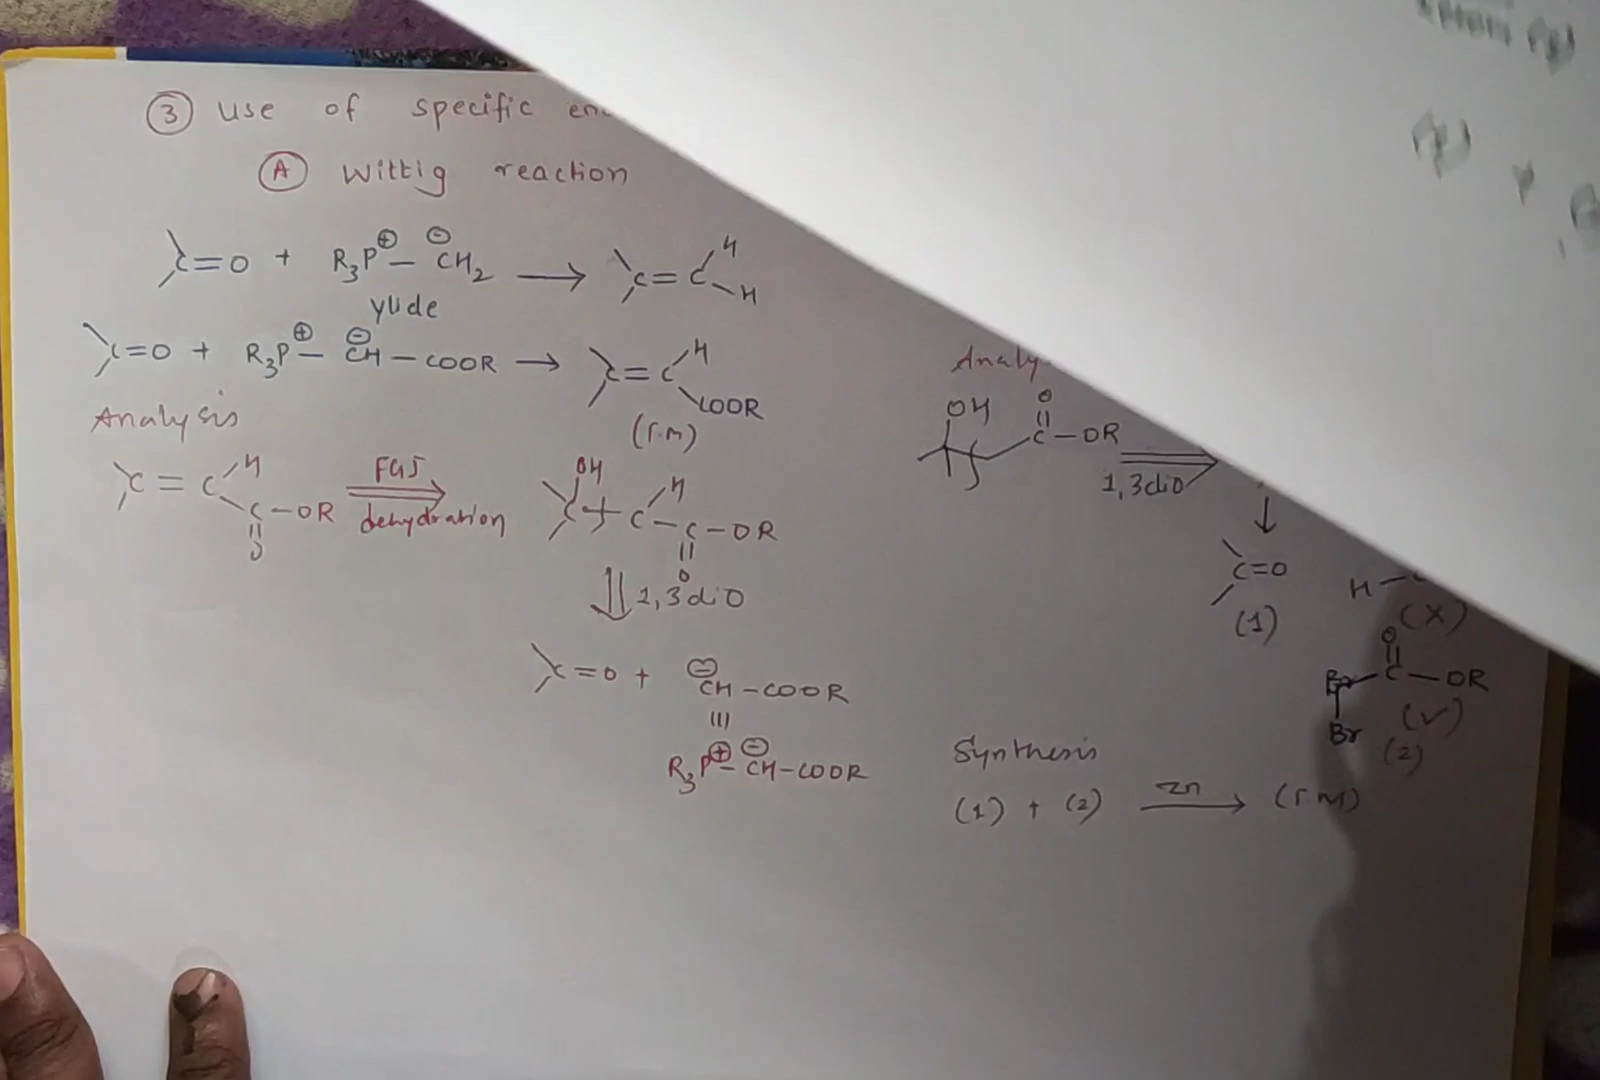 ③ use of specific
Ⓐ Wittig reaction
C=O + R₃P⊕ – ⊖CH₂ → C=C H H
ylide
C=O + R₃P⊕ – ⊖CH – COOR → C=C H COOR
(T.M)
Analysis
C=C H C–OR O FGI dehydration OH C C H C–OR O
1,3 diO
C=O + ⊖CH–COOR
R₃P⊕–⊖CH–COOR
OH O C–OR 1,3 diO
C=O H
(1) (X)
Br O C–OR
Br (✓)
(2)
Synthesis
(1) + (2) Zn → (T.M)